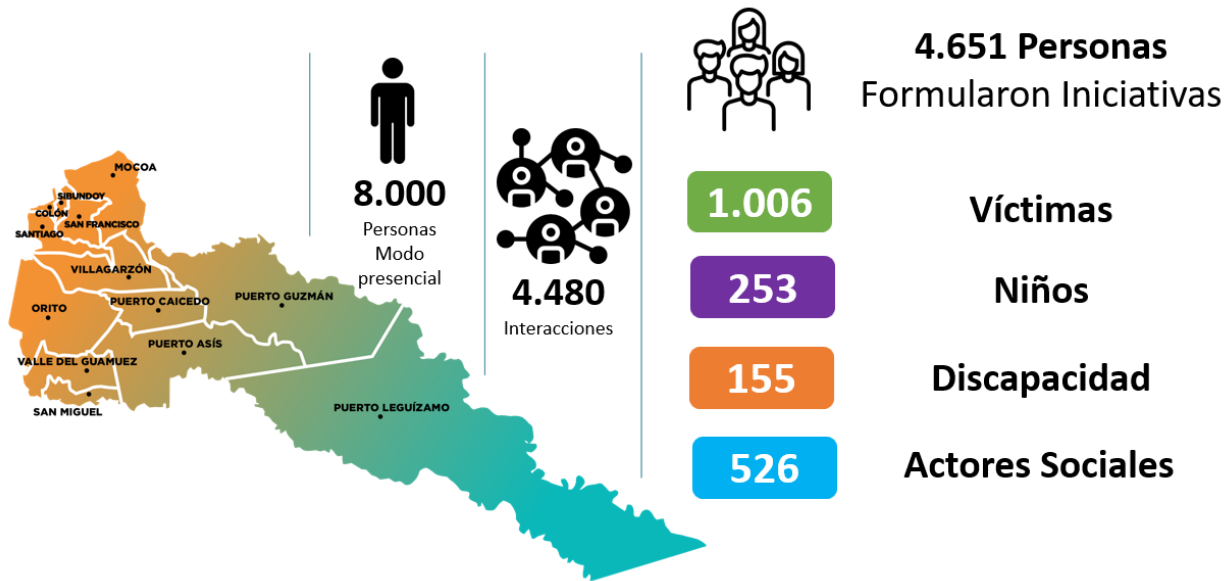 MOCOA
SIBUNDOY
COLÓN
SAN FRANCISCO
SANTIAGO
VILLAGARZÓN
ORITO
PUERTO CAICEDO
PUERTO GUZMÁN
PUERTO ASÍS
VALLE DEL GUAMUEZ
SAN MIGUEL
PUERTO LEGUÍZAMO
8.000
Personas
Modo
presencial
4.480
Interacciones
4.651 Personas
Formularon Iniciativas
1.006 Víctimas
253 Niños
155 Discapacidad
526 Actores Sociales